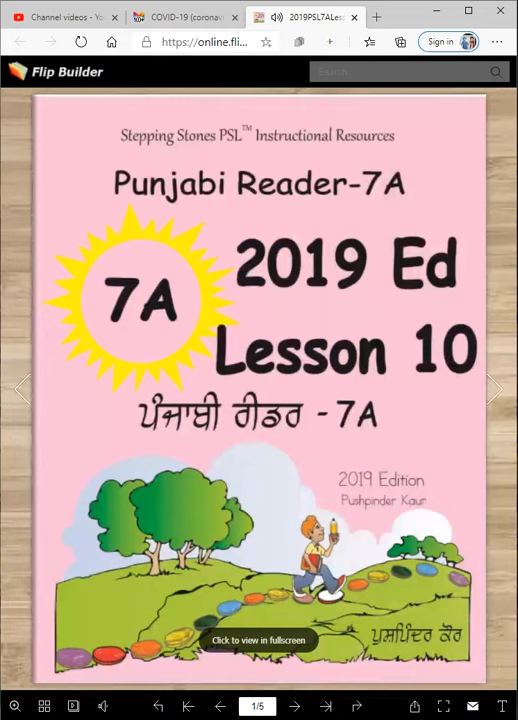 Channel videos - Yo
COVID-19 (coronav
2019PSL7ALess
https://online.fli...
Sign in
Flip Builder
Search
Stepping Stones PSL™ Instructional Resources
Punjabi Reader-7A
7A
2019 Ed
Lesson 10
ਪੰਜਾਬੀ ਰੀਡਰ - 7A
2019 Edition
Pushpinder Kaur
ਪੁਸ਼ਪਿੰਦਰ ਕੌਰ
Click to view in fullscreen
1/5